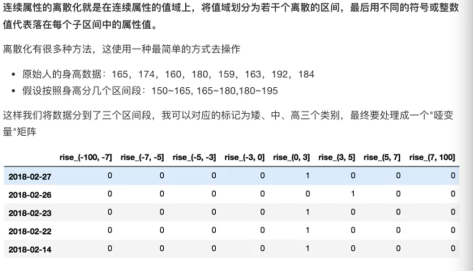 连续属性的离散化就是在连续属性的值域上，将值域划分为若干个离散的区间，最后用不同的符号或整数
值代表落在每个子区间中的属性值。
离散化有很多种方法，这使用一种最简单的方式去操作
• 原始人的身高数据：165，174，160，180，159，163，192，184
• 假设按照身高分几个区间段：150~165, 165~180,180~195
这样我们将数据分到了三个区间段，我可以对应的标记为矮、中、高三个类别，最终要处理成一个"哑变
量"矩阵
rise_(-100, -7] rise_(-7, -5] rise_(-5, -3] rise_(-3, 0] rise_(0, 3] rise_(3, 5] rise_(5, 7] rise_(7, 100]
2018-02-27 0 0 0 0 1 0 0 0
2018-02-26 0 0 0 0 0 1 0 0
2018-02-23 0 0 0 0 1 0 0 0
2018-02-22 0 0 0 0 1 0 0 0
2018-02-14 0 0 0 0 1 0 0 0